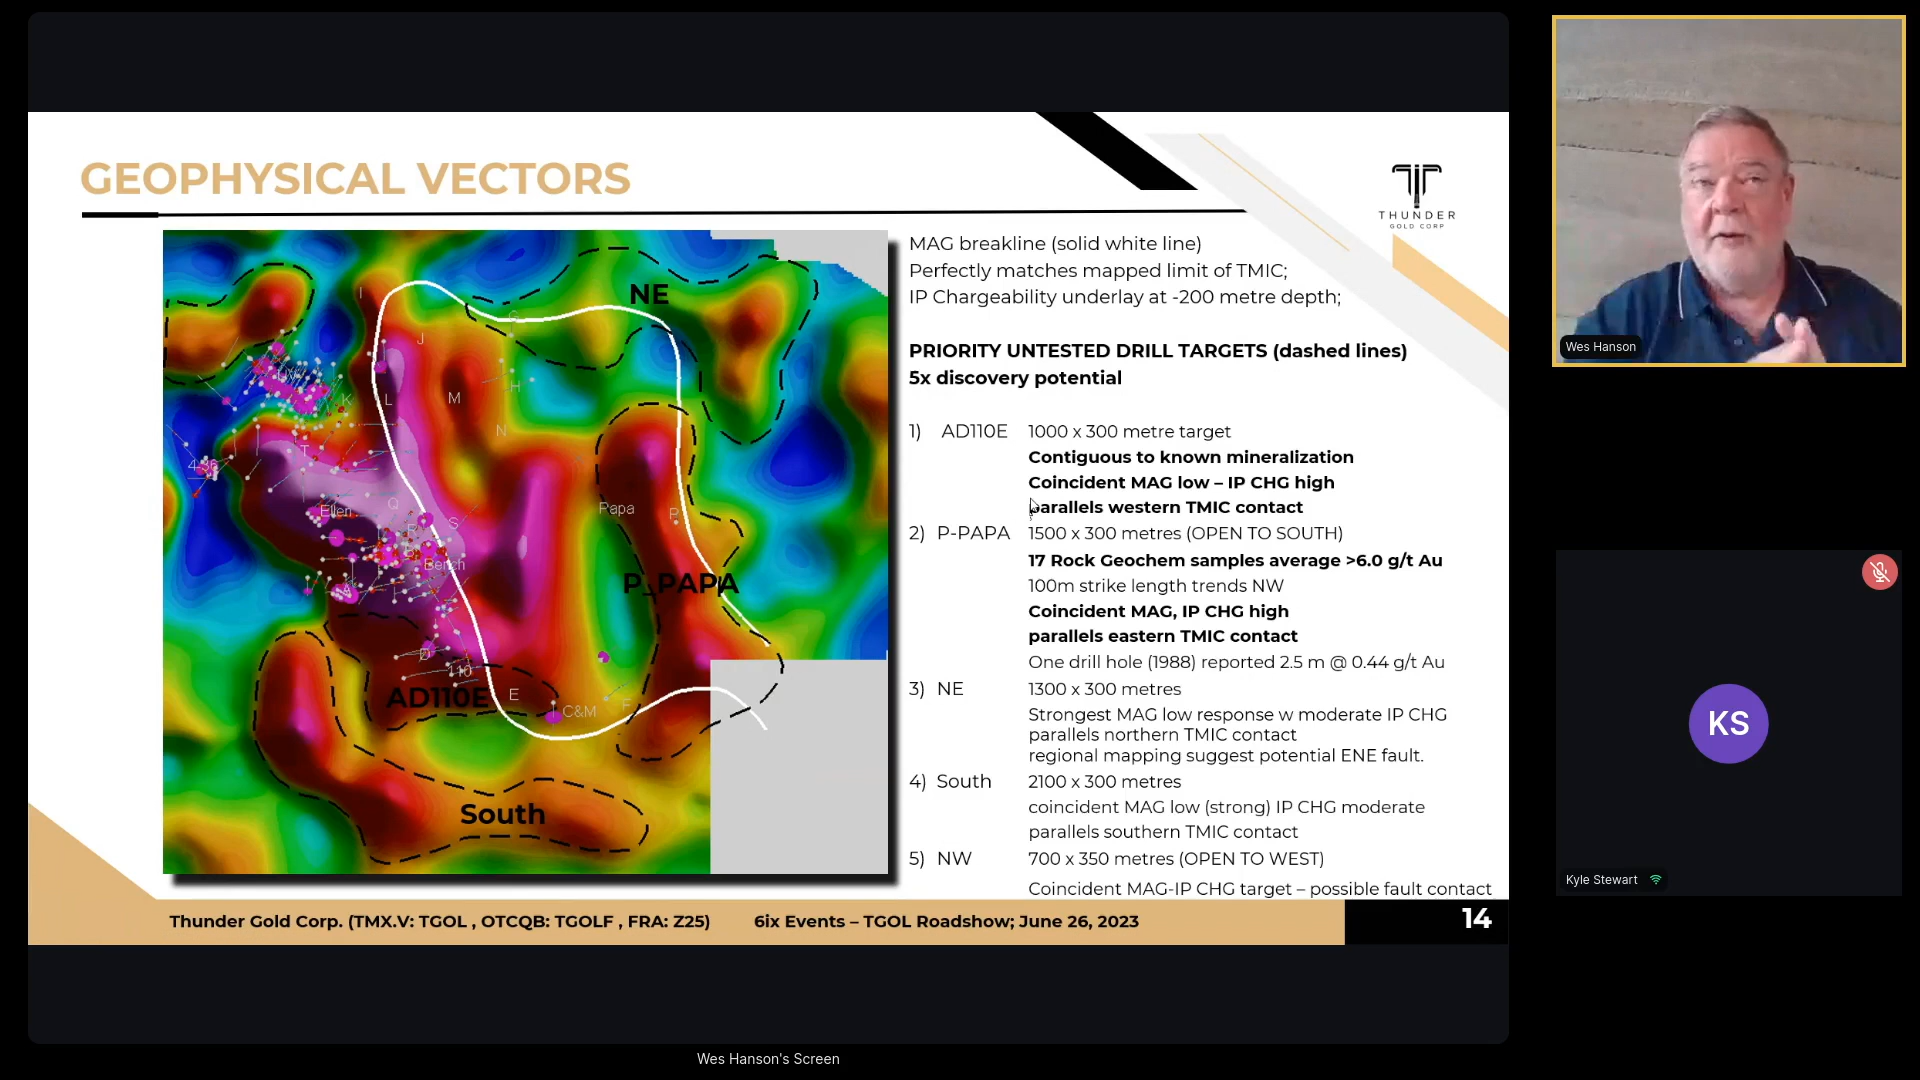 GEOPHYSICAL VECTORS
THUNDER
GOLD CORP
MAG breakline (solid white line)
Perfectly matches mapped limit of TMIC;
IP Chargeability underlay at -200 metre depth;
PRIORITY UNTESTED DRILL TARGETS (dashed lines)
5x discovery potential
1) AD110E 1000 x 300 metre target
Contiguous to known mineralization
Coincident MAG low – IP CHG high
parallels western TMIC contact
2) P-PAPA 1500 x 300 metres (OPEN TO SOUTH)
17 Rock Geochem samples average >6.0 g/t Au
100m strike length trends NW
Coincident MAG, IP CHG high
parallels eastern TMIC contact
One drill hole (1988) reported 2.5 m @ 0.44 g/t Au
3) NE 1300 x 300 metres
Strongest MAG low response w moderate IP CHG
parallels northern TMIC contact
regional mapping suggest potential ENE fault.
4) South 2100 x 300 metres
coincident MAG low (strong) IP CHG moderate
parallels southern TMIC contact
5) NW 700 x 350 metres (OPEN TO WEST)
Coincident MAG-IP CHG target – possible fault contact
NE
I
G
J
H
K
L
M
N
T
Q
Ellen
S
R
B
Bench
A
Papa
P
P_PAPA
D
110
AD110E
E
C&M
F
South
Thunder Gold Corp. (TMX.V: TGOL , OTCQB: TGOLF , FRA: Z25) 6ix Events – TGOL Roadshow; June 26, 2023
14
Wes Hanson's Screen
Wes Hanson
KS
Kyle Stewart